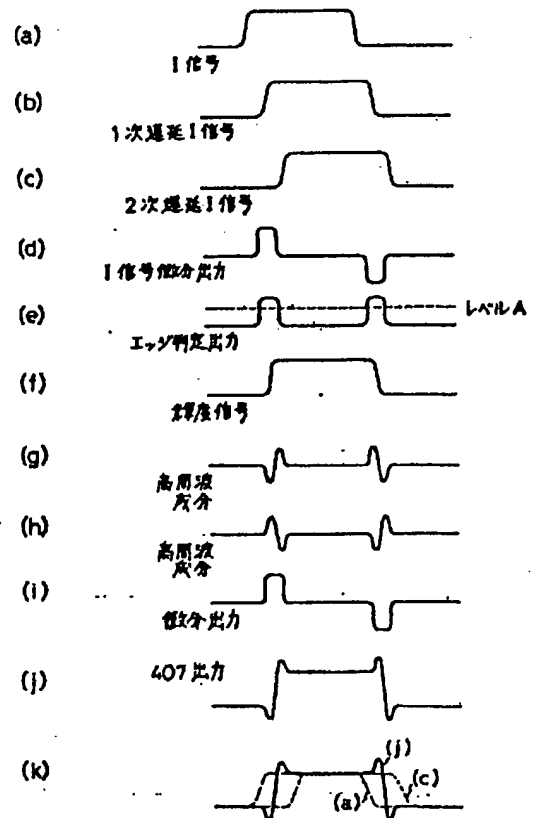 (a)
I信号
(b)
1次遅延I信号
(c)
2次遅延I信号
(d)
I信号微分出力
(e)
レベルA
エッジ判定出力
(f)
輝度信号
(g)
高周波
成分
(h)
高周波
成分
(i)
微分出力
(j)
407出力
(k)
(j)
(a)
(c)